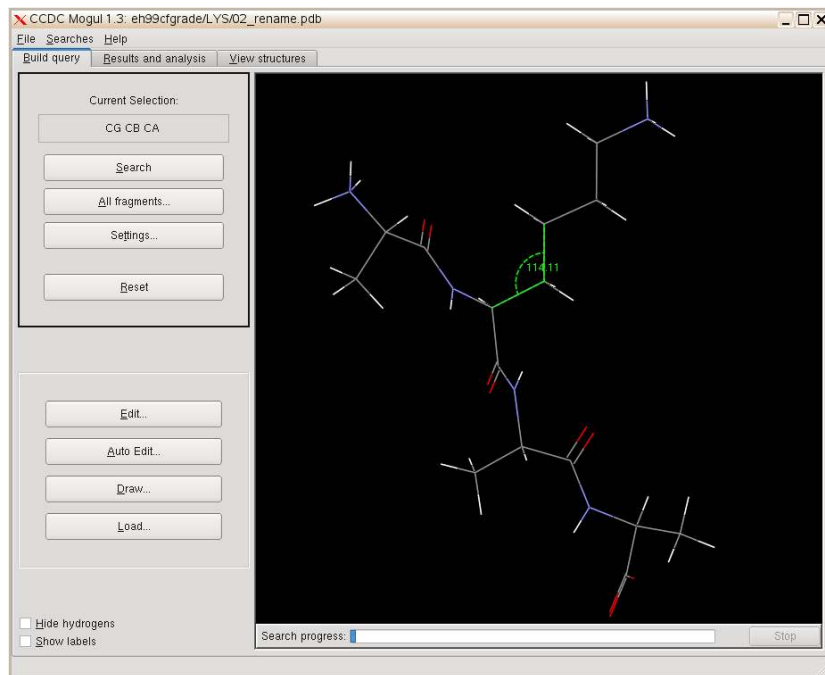 CCDC Mogul 1.3: eh99cfgrade/LYS/02_rename.pdb
File Searches Help
Build query Results and analysis View structures
Current Selection:
CG CB CA
Search
All fragments...
Settings...
Reset
114.11
Edit...
Auto Edit...
Draw...
Load...
Hide hydrogens
Show labels
Search progress:
Stop